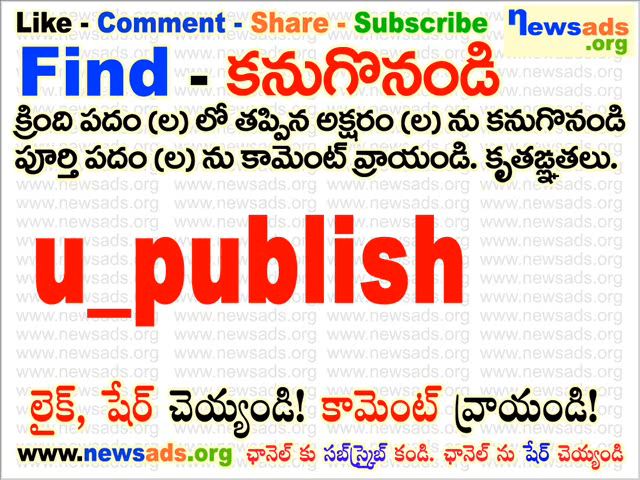 Like - Comment - Share - Subscribe
newsads
.org
Find - కనుగొనండి
క్రింది పదం (ల) లో తప్పిన అక్షరం (ల) ను కనుగొనండి
పూర్తి పదం (ల) ను కామెంట్ వ్రాయండి. కృతఙ్ఞతలు.
u_publish
లైక్, షేర్ చెయ్యండి! కామెంట్ వ్రాయండి!
www.newsads.org ఛానెల్ కు సబ్‌స్క్రైబ్ కండి. ఛానెల్ ను షేర్ చెయ్యండి